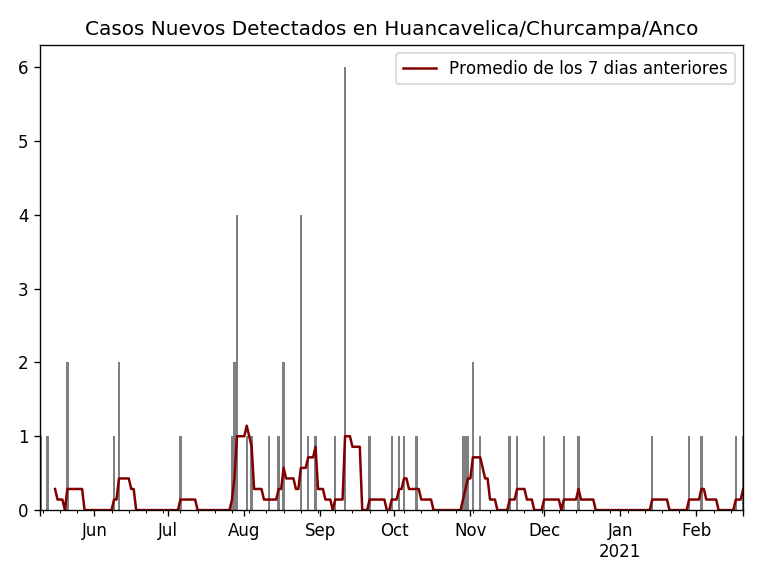 Casos Nuevos Detectados en Huancavelica/Churcampa/Anco
Promedio de los 7 dias anteriores
6
5
4
3
2
1
0
Jun Jul Aug Sep Oct Nov Dec Jan Feb
2021